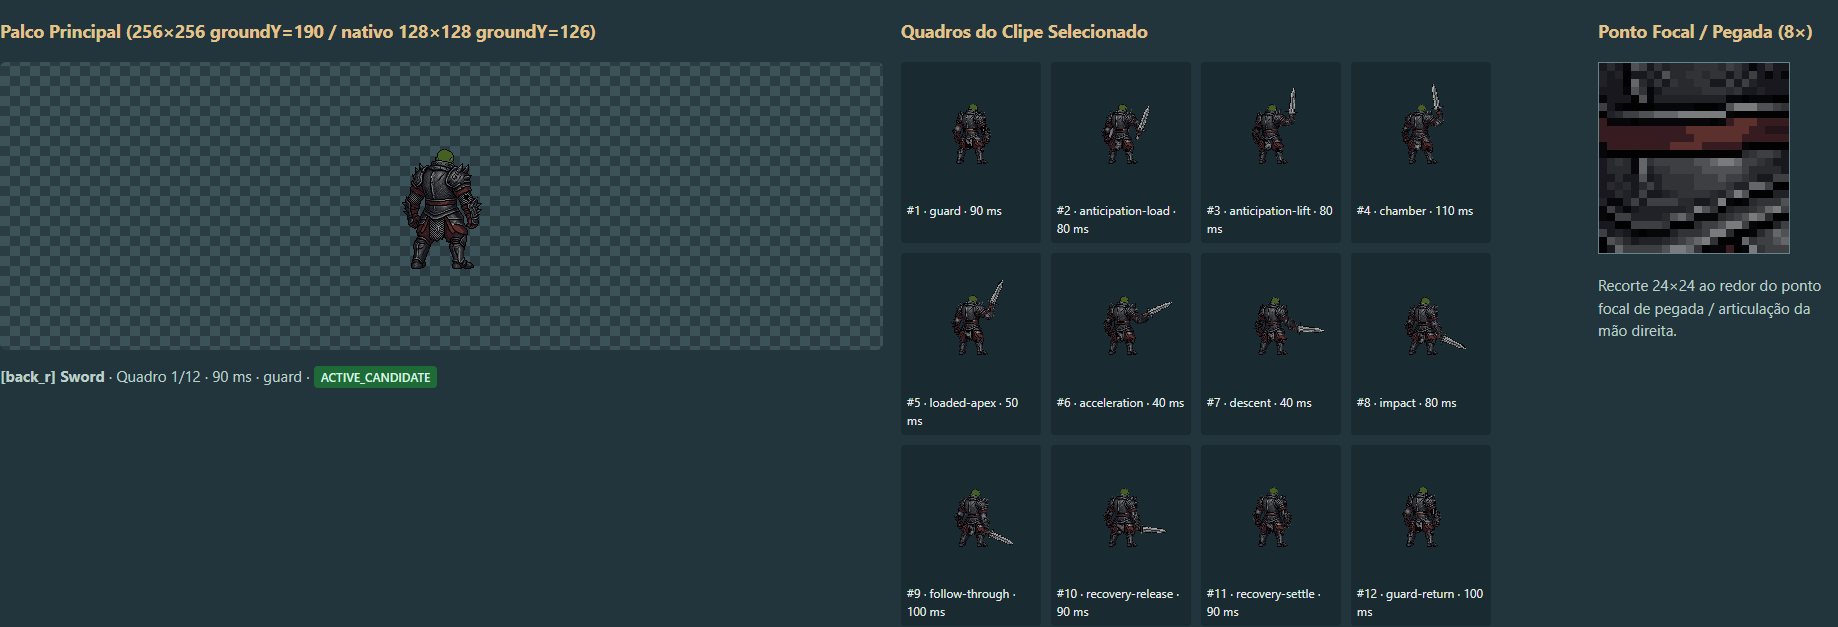 Palco Principal (256×256 groundY=190 / nativo 128×128 groundY=126)
[back_r] Sword · Quadro 1/12 · 90 ms · guard · ACTIVE_CANDIDATE
Quadros do Clipe Selecionado
#1 · guard · 90 ms
#2 · anticipation-load ·
80 ms
#3 · anticipation-lift · 80
ms
#4 · chamber · 110 ms
#5 · loaded-apex · 50
ms
#6 · acceleration · 40 ms
#7 · descent · 40 ms
#8 · impact · 80 ms
#9 · follow-through ·
100 ms
#10 · recovery-release ·
90 ms
#11 · recovery-settle ·
90 ms
#12 · guard-return · 100
ms
Ponto Focal / Pegada (8×)
Recorte 24×24 ao redor do ponto
focal de pegada / articulação da
mão direita.